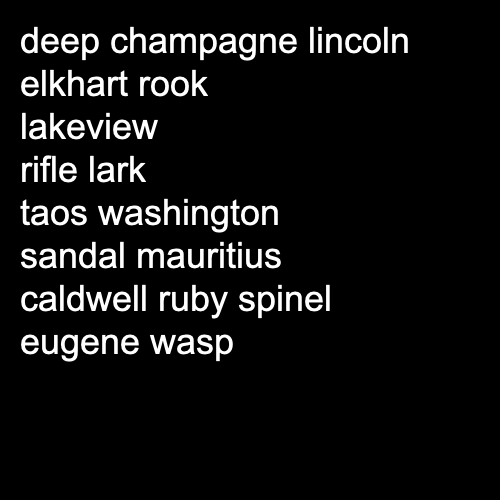 deep champagne lincoln
elkhart rook
lakeview
rifle lark
taos washington
sandal mauritius
caldwell ruby spinel
eugene wasp